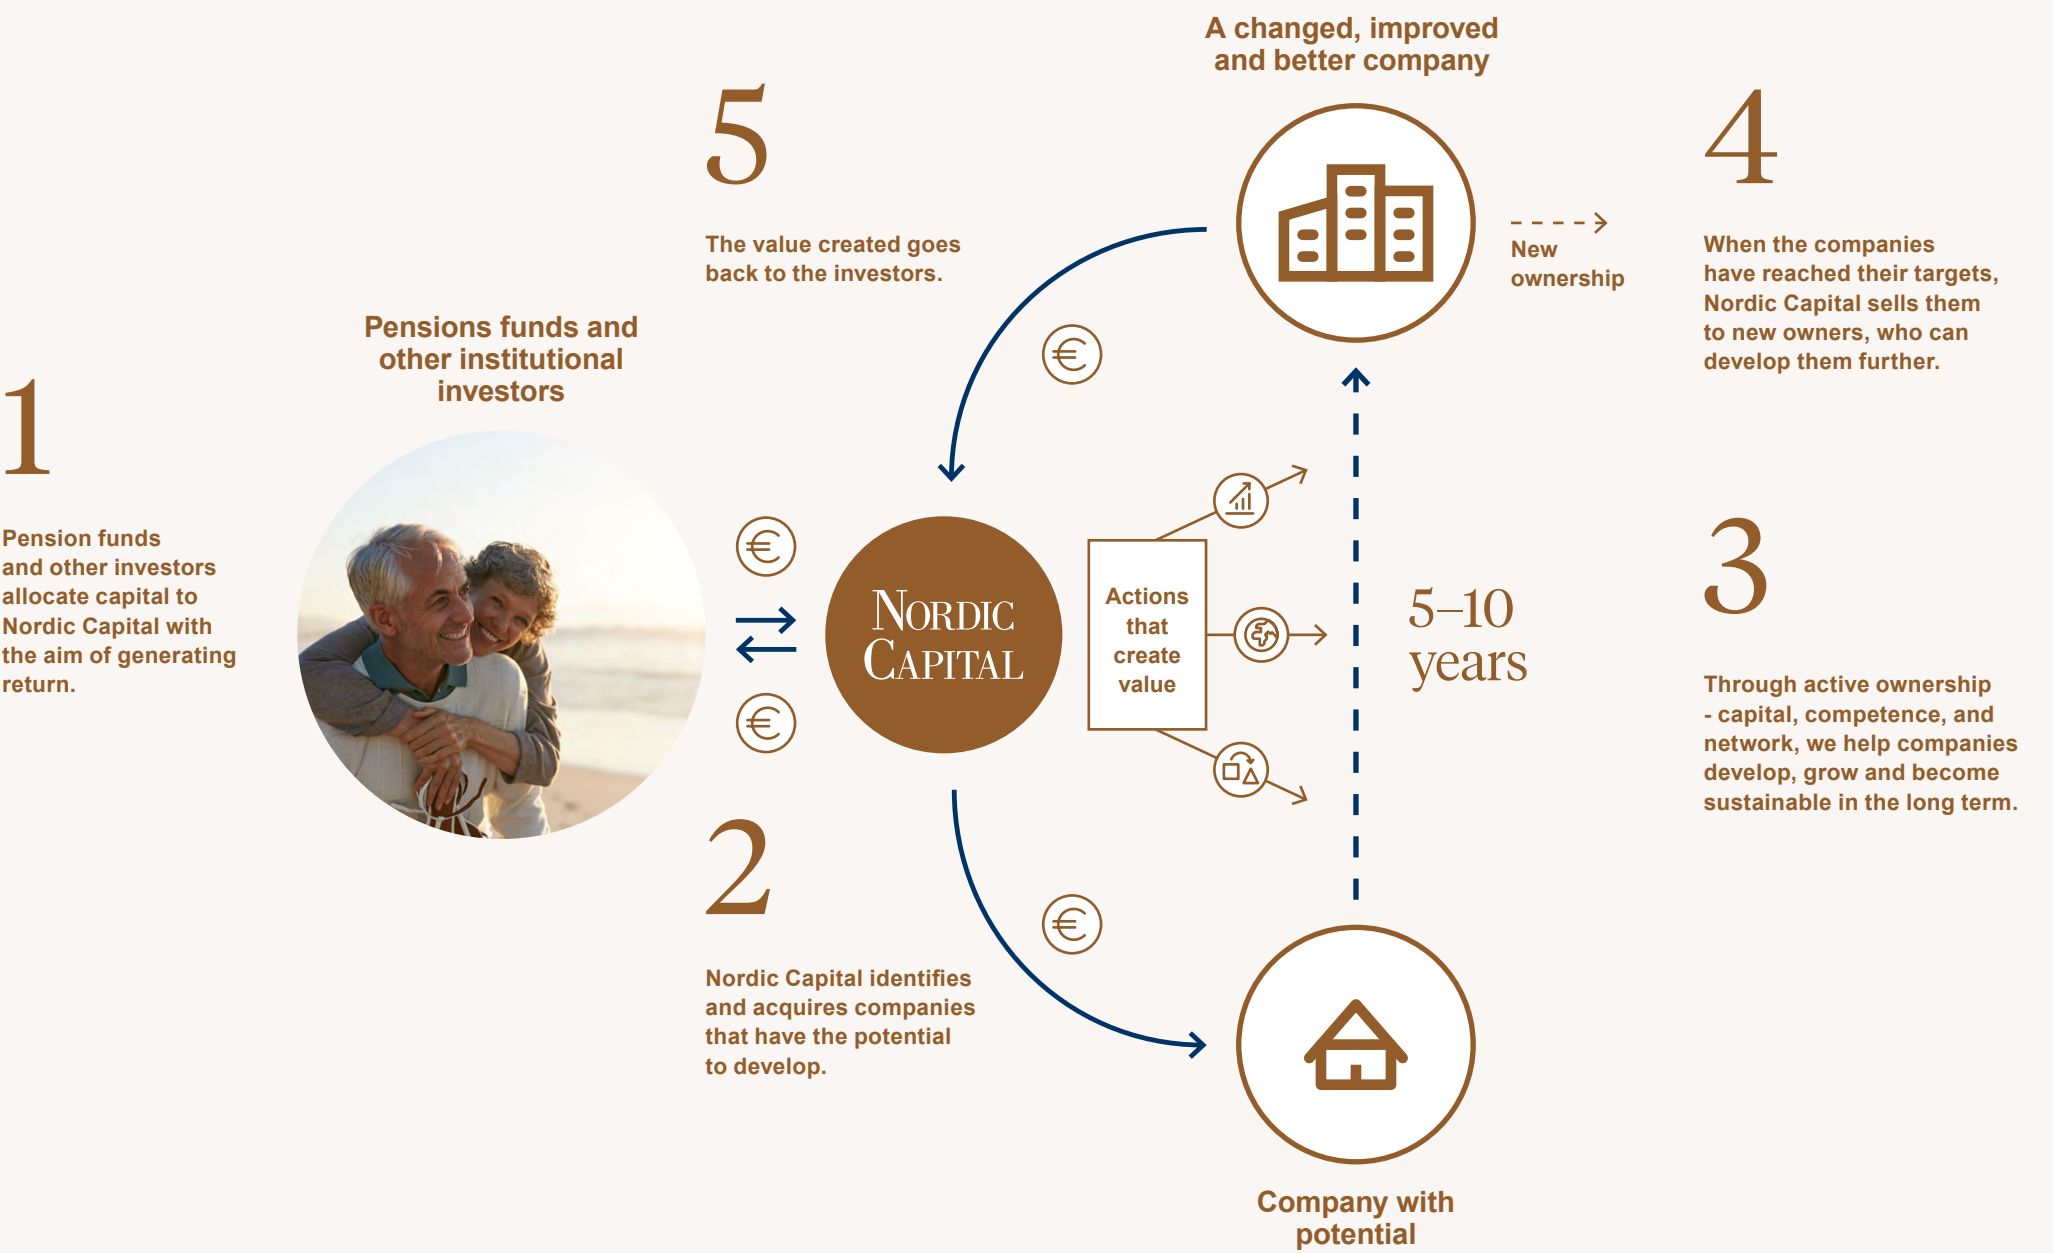 1
Pension funds
and other investors
allocate capital to
Nordic Capital with
the aim of generating
return.
Pensions funds and
other institutional
investors
€
€
2
Nordic Capital identifies
and acquires companies
that have the potential
to develop.
NORDIC
CAPITAL
€
Company with
potential
Actions
that
create
value
5–10
years
3
Through active ownership
- capital, competence, and
network, we help companies
develop, grow and become
sustainable in the long term.
A changed, improved
and better company
New
ownership
4
When the companies
have reached their targets,
Nordic Capital sells them
to new owners, who can
develop them further.
5
The value created goes
back to the investors.
€